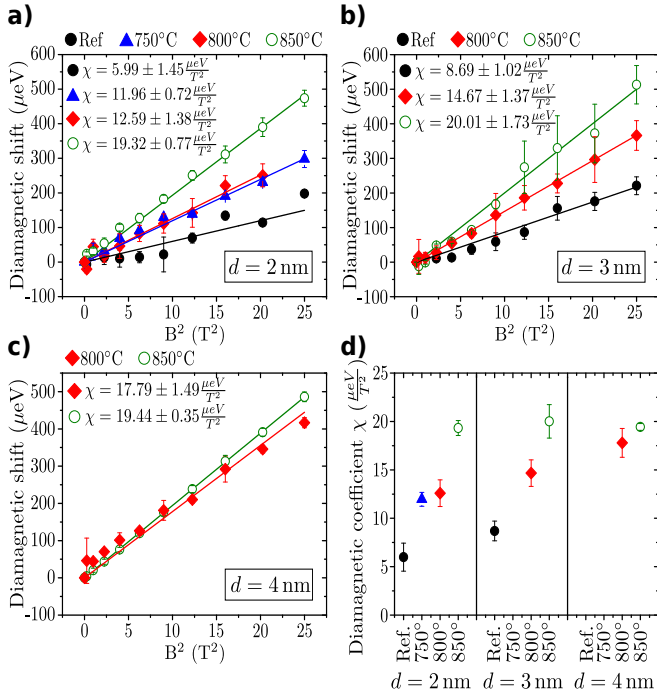 a)
Ref 750°C 800°C 850°C
χ = 5.99 ± 1.45 μeV/T²
χ = 11.96 ± 0.72 μeV/T²
χ = 12.59 ± 1.38 μeV/T²
χ = 19.32 ± 0.77 μeV/T²
Diamagnetic shift (μeV)
600
500
400
300
200
100
0
-100
d = 2 nm
0 5 10 15 20 25
B² (T²)
b)
Ref 800°C 850°C
χ = 8.69 ± 1.02 μeV/T²
χ = 14.67 ± 1.37 μeV/T²
χ = 20.01 ± 1.73 μeV/T²
Diamagnetic shift (μeV)
600
500
400
300
200
100
0
-100
d = 3 nm
0 5 10 15 20 25
B² (T²)
c)
800°C 850°C
χ = 17.79 ± 1.49 μeV/T²
χ = 19.44 ± 0.35 μeV/T²
Diamagnetic shift (μeV)
500
400
300
200
100
0
-100
d = 4 nm
0 5 10 15 20 25
B² (T²)
d)
Diamagnetic coefficient χ (μeV/T²)
25
20
15
10
5
0
Ref. 750° 800° 850° Ref. 750° 800° 850° Ref. 750° 800° 850°
d = 2 nm d = 3 nm d = 4 nm